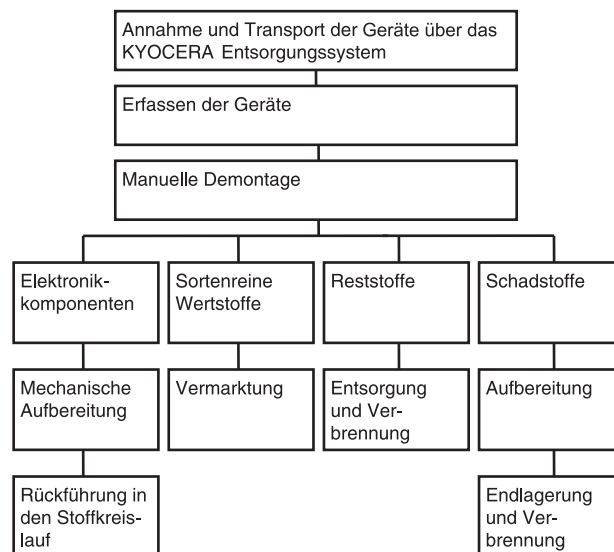 Annahme und Transport der Geräte über das
KYOCERA Entsorgungssystem
Erfassen der Geräte
Manuelle Demontage
Elektronik-
komponenten
Sortenreine
Wertstoffe
Reststoffe
Schadstoffe
Mechanische
Aufbereitung
Vermarktung
Entsorgung
und Ver-
brennung
Aufbereitung
Rückführung in
den Stoffkreis-
lauf
Endlagerung
und Ver-
brennung